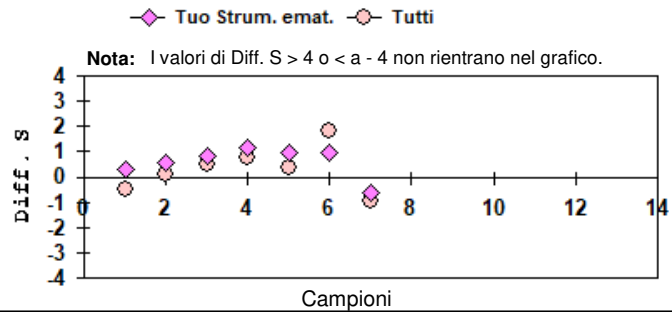 Tuo Strum. emat. Tutti
Nota: I valori di Diff. S > 4 o < a - 4 non rientrano nel grafico.
4
3
2
1
0
-1
-2
-3
-4
Diff. S
0 2 4 6 8 10 12 14
Campioni